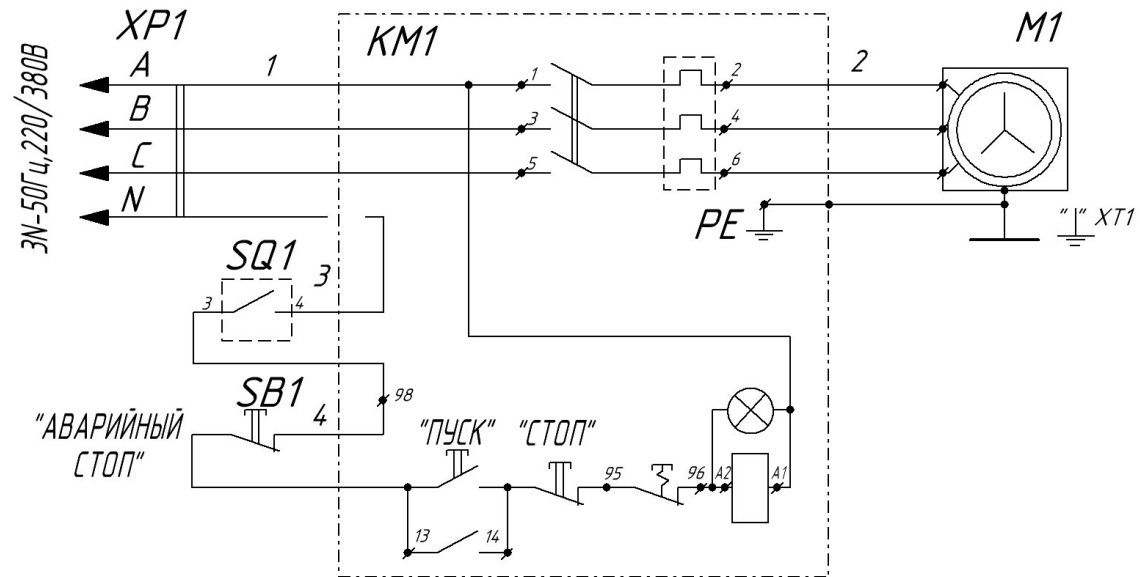 XP1
KM1
M1
3N-50Гц,220/380В
A
1
1
2
2
B
3
4
C
5
6
N
PE
"⊥" XT1
SQ1
3
3
4
SB1
98
4
"АВАРИЙНЫЙ
СТОП"
"ПУСК"
"СТОП"
95
96
A2
A1
13
14